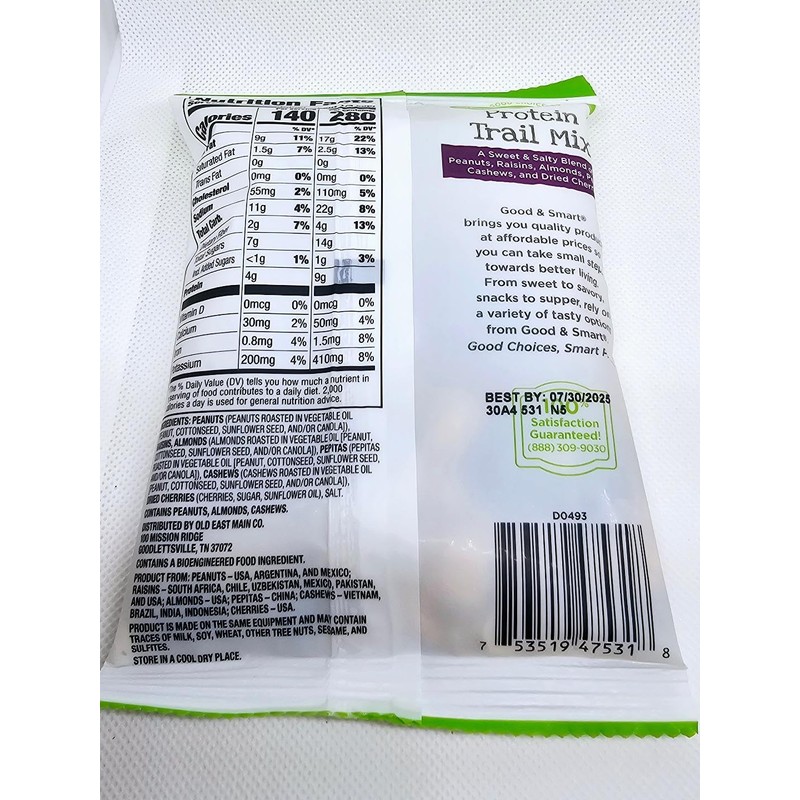 Nutrition Facts
Calories 140 280
% DV* % DV*
Fat 9g 11% 17g 22%
Saturated Fat 1.5g 7% 2.5g 13%
Trans Fat 0g 0g
Cholesterol 0mg 0% 0mg 0%
Sodium 55mg 2% 110mg 5%
Total Carb. 11g 4% 22g 8%
2g 7% 4g 13%
Sugars 7g 14g
Incl. Added Sugars <1g 1% 1g 3%
Protein 4g 9g
Vitamin D 0mcg 0% 0mcg 0%
Calcium 30mg 2% 50mg 4%
0.8mg 4% 1.5mg 8%
Potassium 200mg 4% 410mg 8%
The % Daily Value (DV) tells you how much a nutrient in
serving of food contributes to a daily diet. 2,000
calories a day is used for general nutrition advice.
INGREDIENTS: PEANUTS (PEANUTS ROASTED IN VEGETABLE OIL
[PEANUT, COTTONSEED, SUNFLOWER SEED, AND/OR CANOLA]),
RAISINS, ALMONDS (ALMONDS ROASTED IN VEGETABLE OIL [PEANUT,
COTTONSEED, SUNFLOWER SEED, AND/OR CANOLA]), PEPITAS (PEPITAS
ROASTED IN VEGETABLE OIL [PEANUT, COTTONSEED, SUNFLOWER SEED,
AND/OR CANOLA]), CASHEWS (CASHEWS ROASTED IN VEGETABLE OIL
[PEANUT, COTTONSEED, SUNFLOWER SEED, AND/OR CANOLA]),
DRIED CHERRIES (CHERRIES, SUGAR, SUNFLOWER OIL), SALT.
CONTAINS PEANUTS, ALMONDS, CASHEWS.
DISTRIBUTED BY OLD EAST MAIN CO.
100 MISSION RIDGE
GOODLETTSVILLE, TN 37072
CONTAINS A BIOENGINEERED FOOD INGREDIENT.
PRODUCT FROM: PEANUTS – USA, ARGENTINA, AND MEXICO;
RAISINS – SOUTH AFRICA, CHILE, UZBEKISTAN, MEXICO, PAKISTAN,
AND USA; ALMONDS – USA; PEPITAS – CHINA; CASHEWS – VIETNAM,
BRAZIL, INDIA, INDONESIA; CHERRIES – USA.
PRODUCT IS MADE ON THE SAME EQUIPMENT AND MAY CONTAIN
TRACES OF MILK, SOY, WHEAT, OTHER TREE NUTS, SESAME, AND
SULFITES.
STORE IN A COOL DRY PLACE.
Protein
Trail Mix
A Sweet & Salty Blend
Peanuts, Raisins, Almonds,
Cashews, and Dried Cherr
Good & Smart®
brings you quality produc
at affordable prices so
you can take small step
towards better living.
From sweet to savory,
snacks to supper, rely on
a variety of tasty option
from Good & Smart®
Good Choices, Smart P
BEST BY: 07/30/2025
30A4 531 N5
100%
Satisfaction
Guaranteed!
(888) 309-9030
D0493
7 53519 47531 8